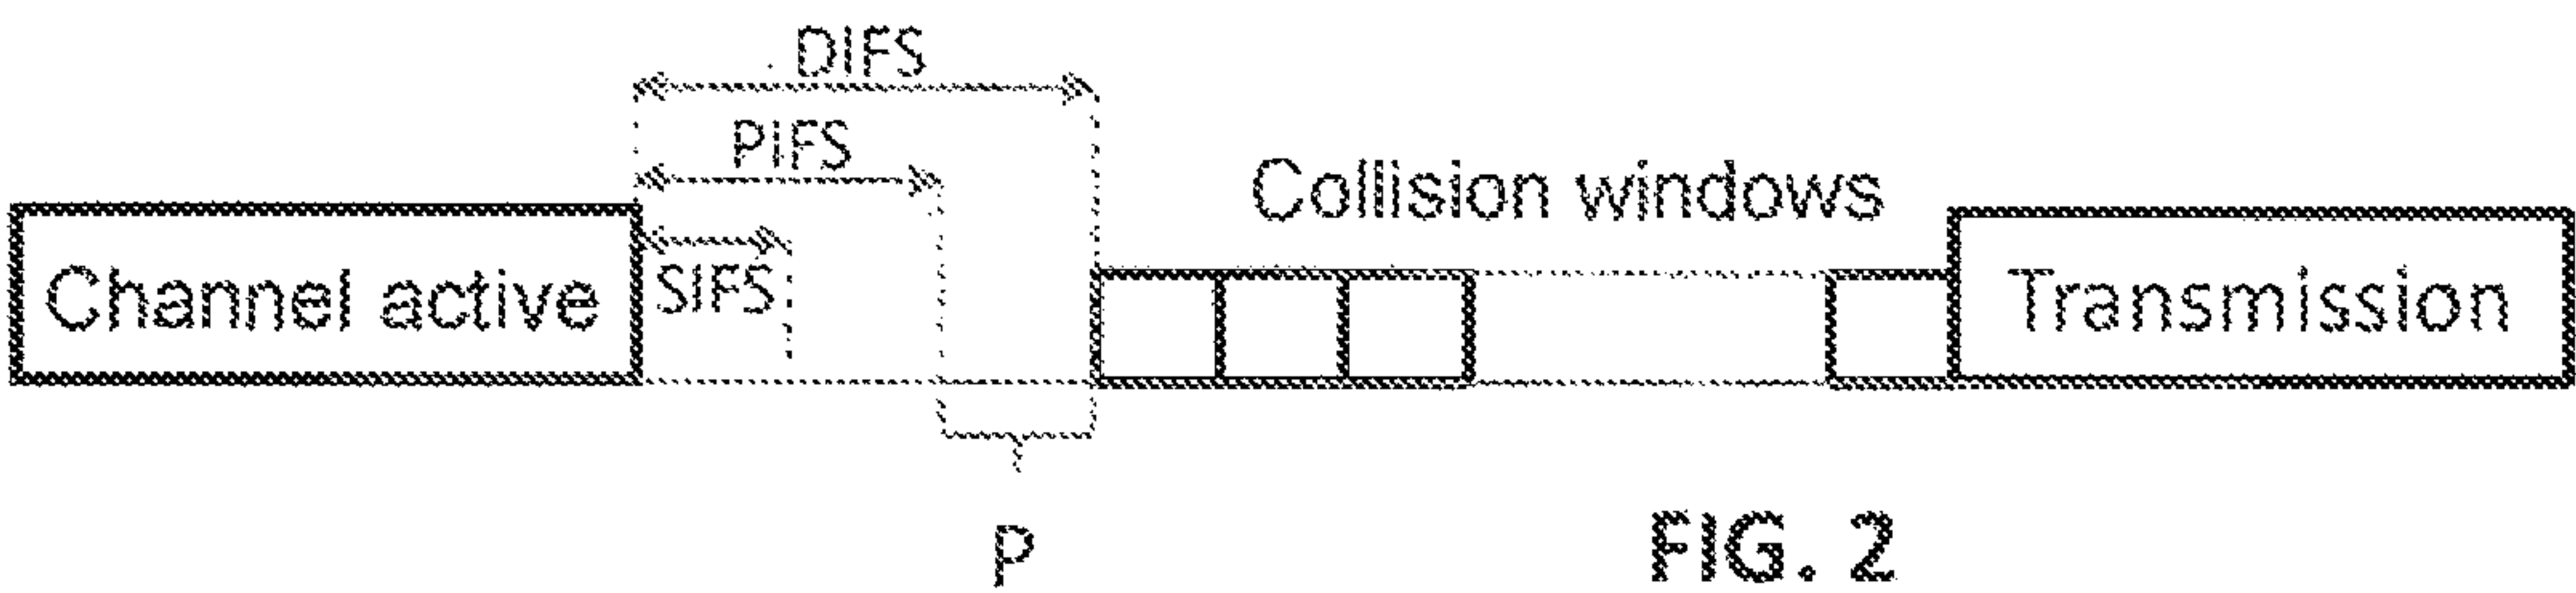 DIFS
PIFS
Collision windows
Channel active
SIFS
Transmission
P
FIG. 2